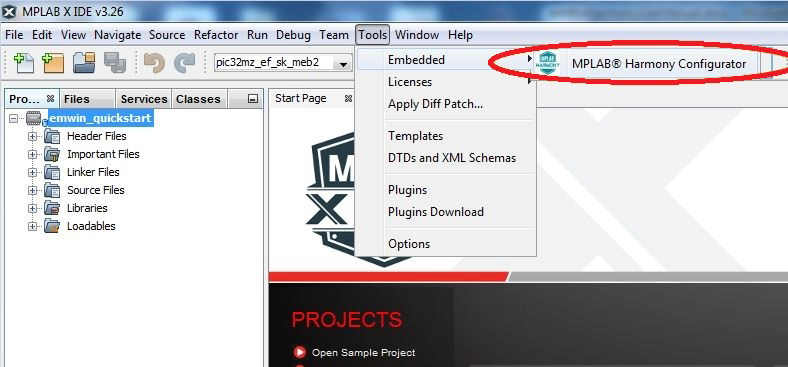 MPLAB X IDE v3.26
File Edit View Navigate Source Refactor Run Debug Team Tools Window Help
pic32mz_ef_sk_meb2
Embedded
MPLAB HARMONY
MPLAB® Harmony Configurator
Licenses
Apply Diff Patch...
Templates
DTDs and XML Schemas
Plugins
Plugins Download
Options
Pro... Files Services Classes
Start Page
emwin_quickstart
Header Files
Important Files
Linker Files
Source Files
Libraries
Loadables
M
X
PROJECTS
Open Sample Project